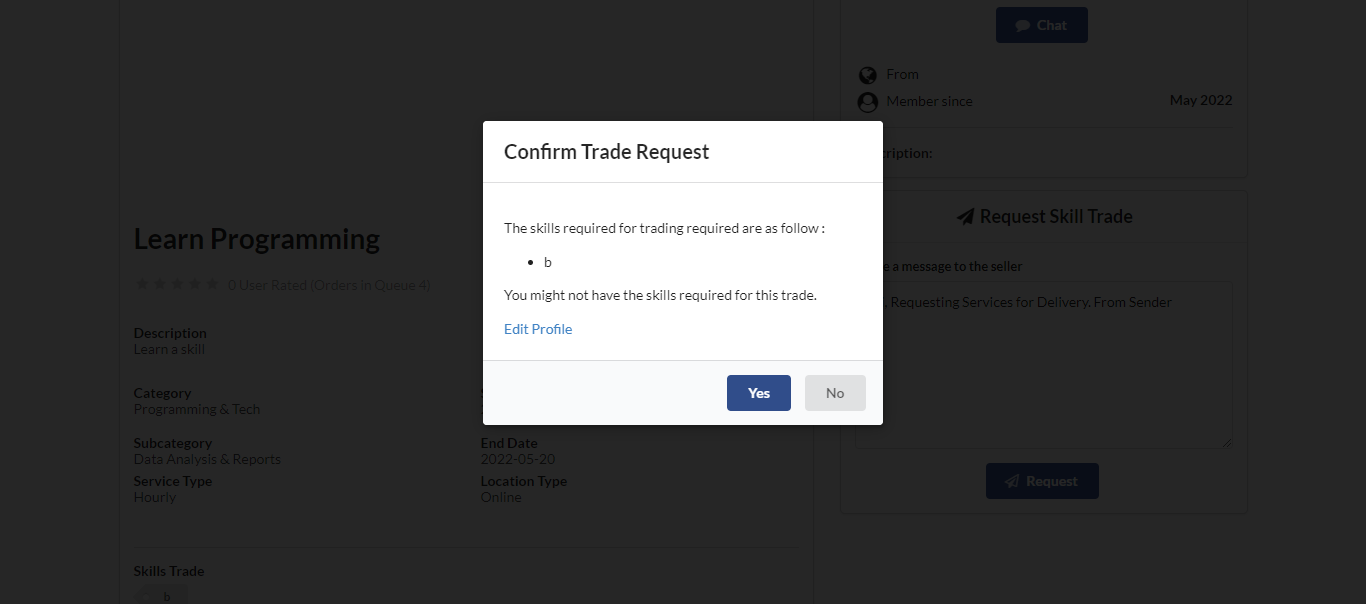 Chat
From
Member since
May 2022
ription:
Confirm Trade Request
The skills required for trading required are as follow :
b
You might not have the skills required for this trade.
Edit Profile
Yes
No
Learn Programming
0 User Rated (Orders in Queue 4)
Description
Learn a skill
Category
Programming & Tech
Subcategory
Data Analysis & Reports
End Date
2022-05-20
Service Type
Hourly
Location Type
Online
Skills Trade
b
Request Skill Trade
e a message to the seller
. Requesting Services for Delivery. From Sender
Request